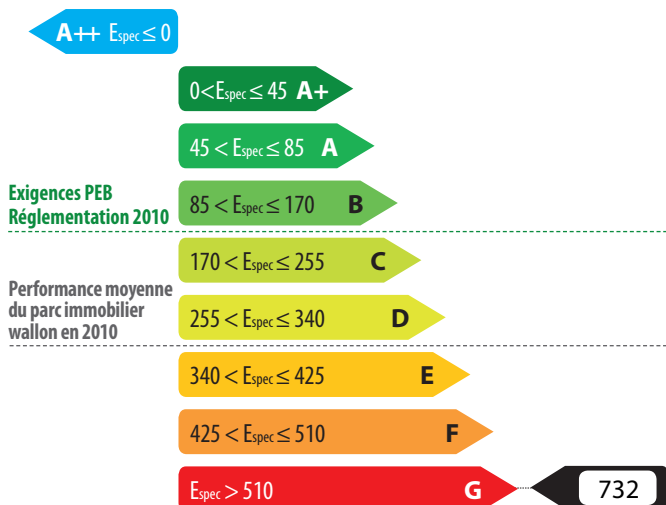 A++ Espec ≤ 0
0<Espec ≤ 45 A+
45 < Espec ≤ 85 A
Exigences PEB
Réglementation 2010
85 < Espec ≤ 170 B
170 < Espec ≤ 255 C
Performance moyenne
du parc immobilier
wallon en 2010
255 < Espec ≤ 340 D
340 < Espec ≤ 425 E
425 < Espec ≤ 510 F
Espec > 510 G
732